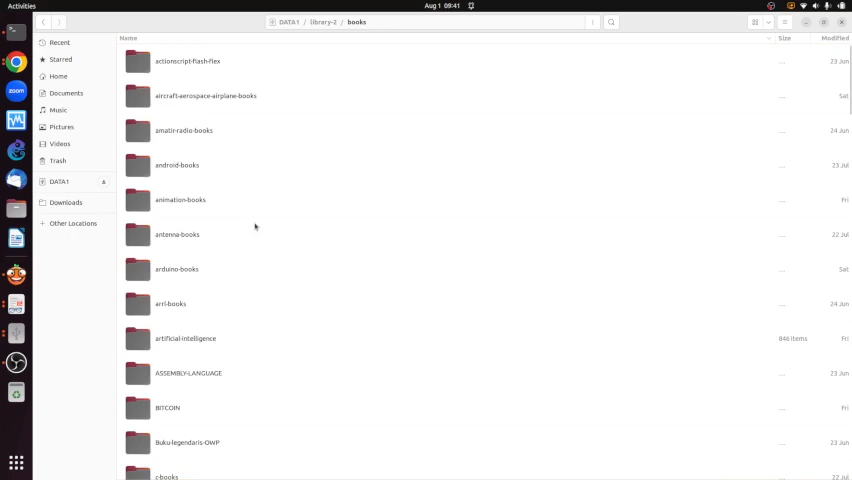 Activities
Aug 1 09:41
DATA1 / library-2 / books
Recent
Starred
Home
Documents
Music
Pictures
Videos
Trash
DATA1
Downloads
+ Other Locations
Name Size Modified
actionscript-flash-flex .... 23 Jun
aircraft-aerospace-airplane-books .... Sat
amatir-radio-books .... 24 Jun
android-books .... 23 Jul
animation-books .... Fri
antenna-books .... 22 Jul
arduino-books .... Sat
arrl-books .... 24 Jun
artificial-intelligence 846 items Fri
ASSEMBLY-LANGUAGE .... 23 Jun
BITCOIN .... Fri
Buku-legendaris-OWP .... 23 Jun
c-books .... 22 Jul
zoom